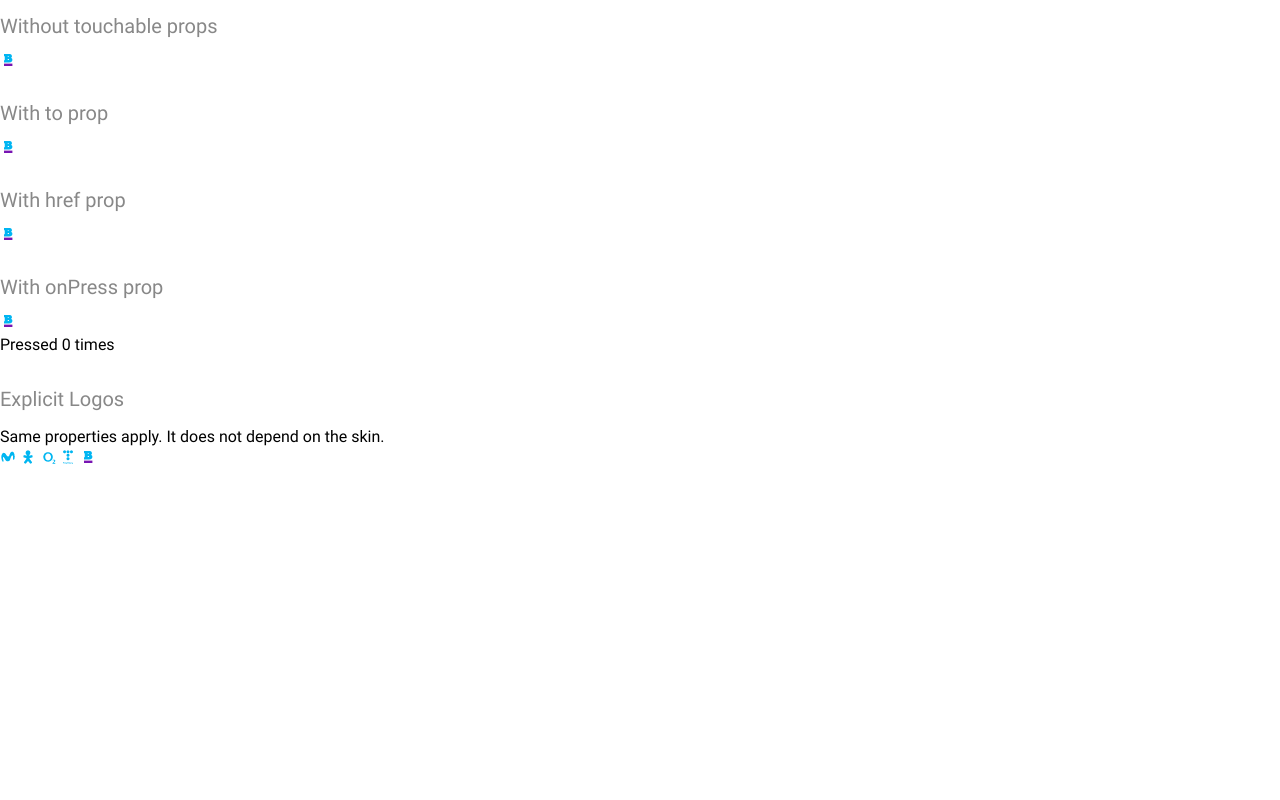 Without touchable props
B
With to prop
B
With href prop
B
With onPress prop
B
Pressed 0 times
Explicit Logos
Same properties apply. It does not depend on the skin.
O2 B